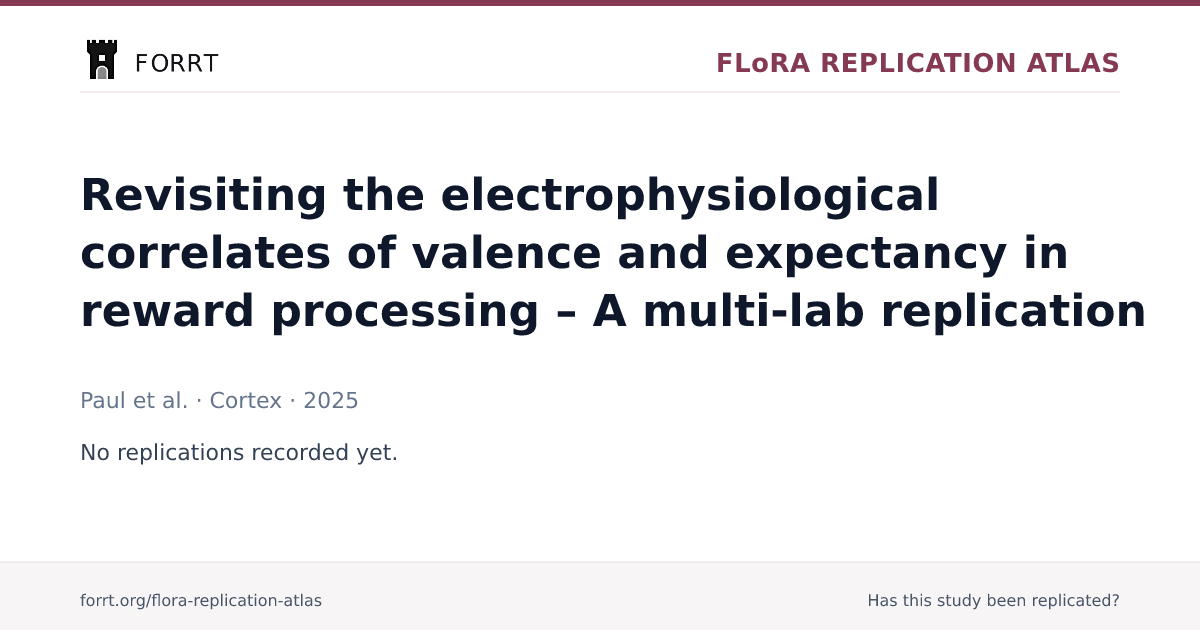 FORRT
FLoRA REPLICATION ATLAS
Revisiting the electrophysiological
correlates of valence and expectancy in
reward processing – A multi-lab replication
Paul et al. · Cortex · 2025
No replications recorded yet.
forrt.org/flora-replication-atlas
Has this study been replicated?